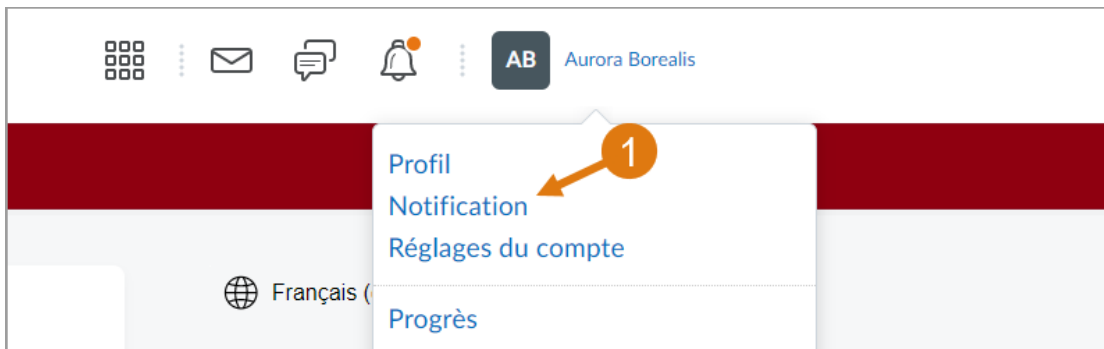 AB Aurora Borealis
1
Profil
Notification
Réglages du compte
Français (
Progrès